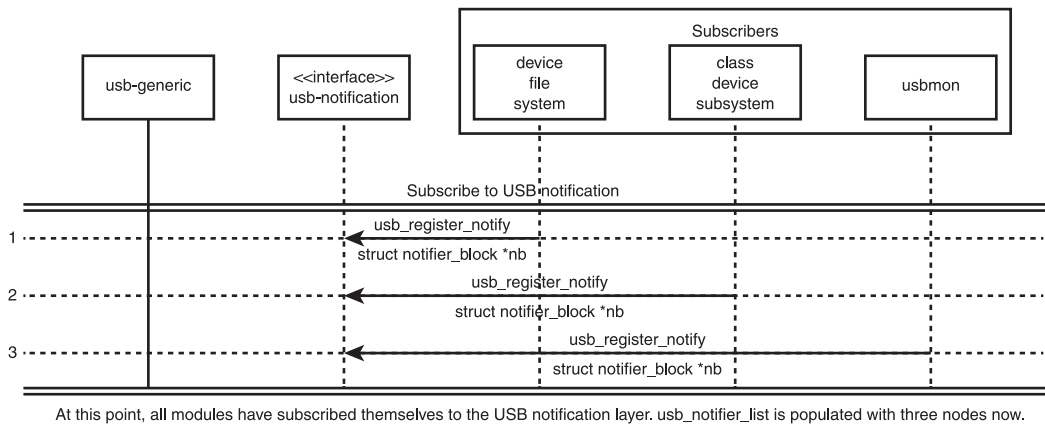 Subscribers
usb-generic
<<interface>>
usb-notification
device
file
system
class
device
subsystem
usbmon
Subscribe to USB notification
1
usb_register_notify
struct notifier_block *nb
2
usb_register_notify
struct notifier_block *nb
3
usb_register_notify
struct notifier_block *nb
At this point, all modules have subscribed themselves to the USB notification layer. usb_notifier_list is populated with three nodes now.